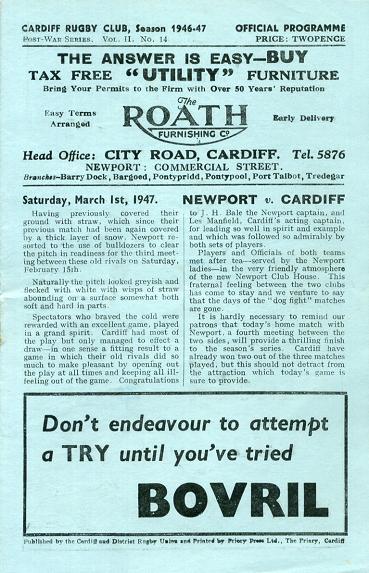 CARDIFF RUGBY CLUB, Season 1946-47 OFFICIAL PROGRAMME
POST-WAR SERIES. VOL. II. No. 14 PRICE: TWOPENCE
THE ANSWER IS EASY—BUY
TAX FREE "UTILITY" FURNITURE
Bring Your Permits to the Firm with Over 50 Years' Reputation
Easy Terms
Arranged
The
ROATH
FURNISHING Co
Early Delivery
Head Office: CITY ROAD, CARDIFF. Tel. 5876
NEWPORT: COMMERCIAL STREET.
Branches—Barry Dock, Bargoed, Pontypridd, Pontypool, Port Talbot, Tredegar
Saturday, March 1st, 1947.
Having previously covered their
ground with straw, which since their
previous match had been again covered
by a thick layer of snow. Newport re-
sorted to the use of bulldozers to clear
the pitch in readiness for the third meet-
ing between these old rivals on Saturday,
February 15th.
Naturally the pitch looked greyish and
flecked with white with wisps of straw
abounding on a surface somewhat both
soft and hard in parts.
Spectators who braved the cold were
rewarded with an excellent game, played
in a grand spirit. Cardiff had most of
the play but only managed to effect a
draw—in one sense a fitting result to a
game in which their old rivals did so
much to make pleasant by opening out
the play at all times and keeping all ill-
feeling out of the game. Congratulations
NEWPORT v. CARDIFF
to J. H. Bale the Newport captain, and
Les Manfield, Cardiff's acting captain,
for leading so well in spirit and example
and which was followed so admirably by
both sets of players.
Players and Officials of both teams
met after tea—served by the Newport
ladies—in the very friendly atmosphere
of the new Newport Club House. This
fraternal feeling between the two clubs
has come to stay and we venture to say
that the days of the "dog fight" matches
are gone.
It is hardly necessary to remind our
patrons that today's home match with
Newport, a fourth meeting between the
two sides, will provide a thrilling finish
to the season's series. Cardiff have
already won two out of the three matches
played, but this should not detract from
the attraction which today's game is
sure to provide.
Don't endeavour to attempt
a TRY until you've tried
BOVRIL
Published by the Cardiff and District Rugby Union and Printed by Priory Press Ltd., The Priory, Cardiff